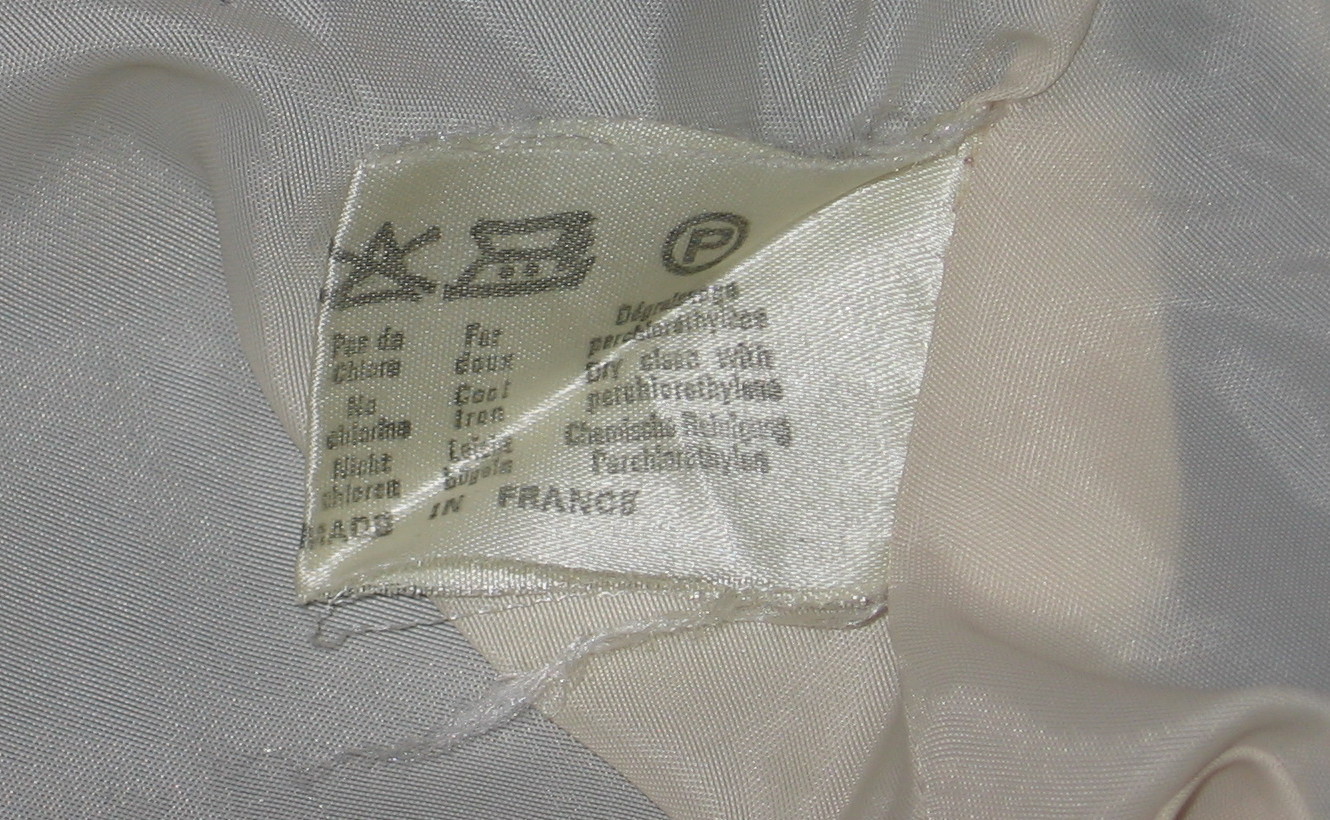 P
Pas de
Chlore
No
chlorine
Nicht
chloren
Fer
doux
Cool
Iron
Leicht
bügeln
Dégraissage
perchlorethylène
Dry clean with
perchlorethylene
Chemische Reinigung
Perchlorethylen
MADE IN FRANCE